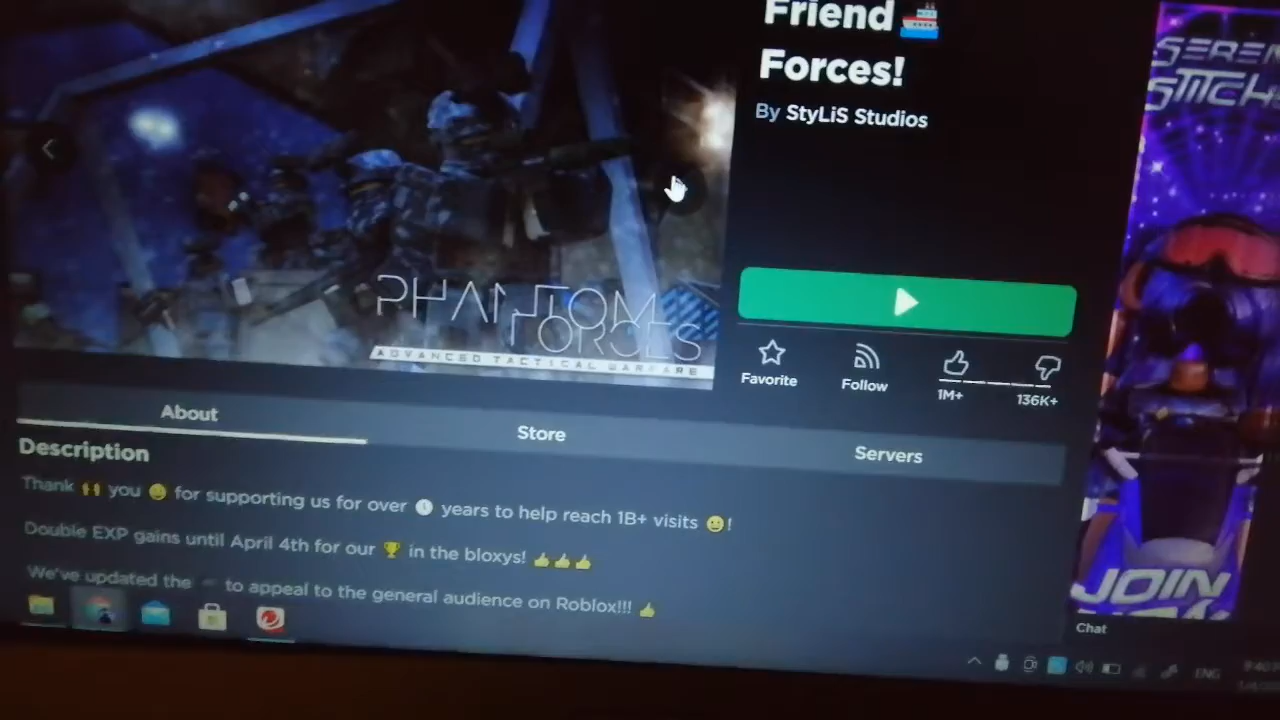 Friend 🚢
Forces!
By StyLiS Studios
SEREN
STITCH
PHANTOM
FORCES
ADVANCED TACTICAL WARFARE
Favorite
Follow
1M+
136K+
About
Store
Servers
Description
Thank 🙌 you 😀 for supporting us for over 🕔 years to help reach 1B+ visits 😀!
Double EXP gains until April 4th for our 🏆 in the bloxys! 👍👍👍
We've updated the to appeal to the general audience on Roblox!!! 👍
JOIN
Chat
ENG